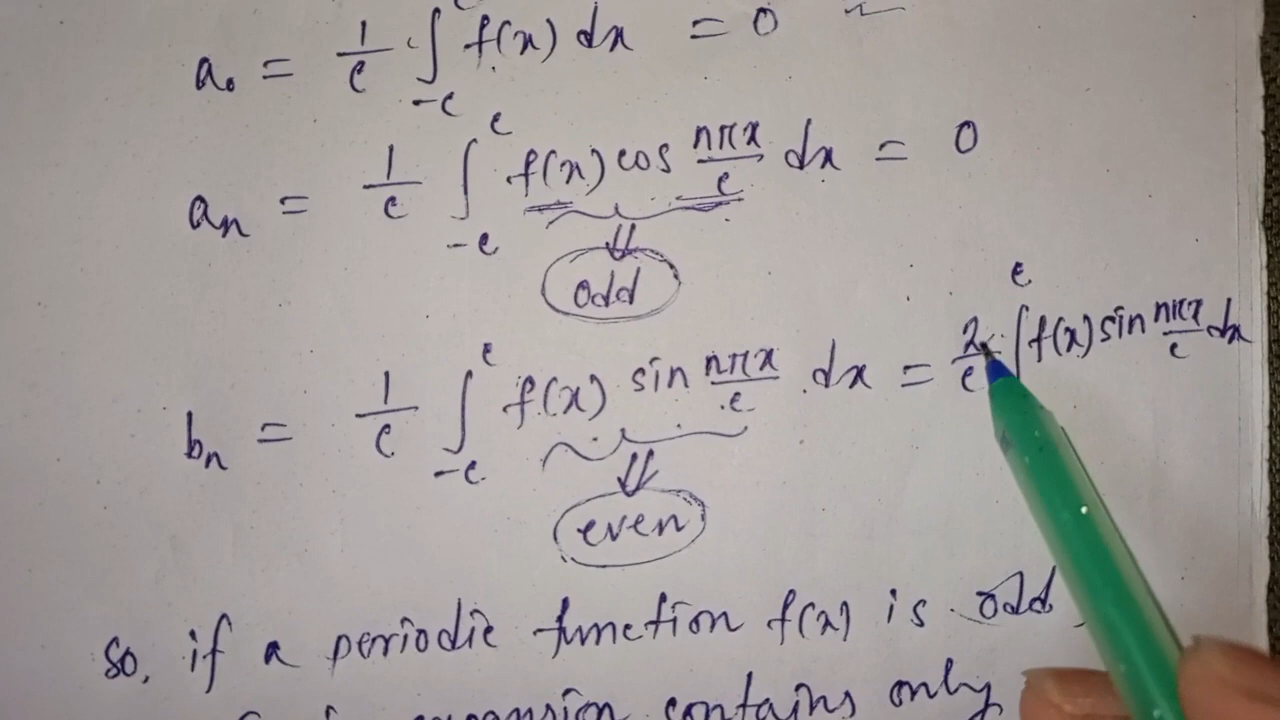 a₀ = 1/l ∫_{-l}^{l} f(x) dx = 0
aₙ = 1/l ∫_{-l}^{l} f(x) cos nπx/l dx = 0
odd
bₙ = 1/l ∫_{-l}^{l} f(x) sin nπx/l dx = 2/l ∫^{l} f(x) sin nπx/l dx
even
So, if a periodic function f(x) is odd,
expansion contains only